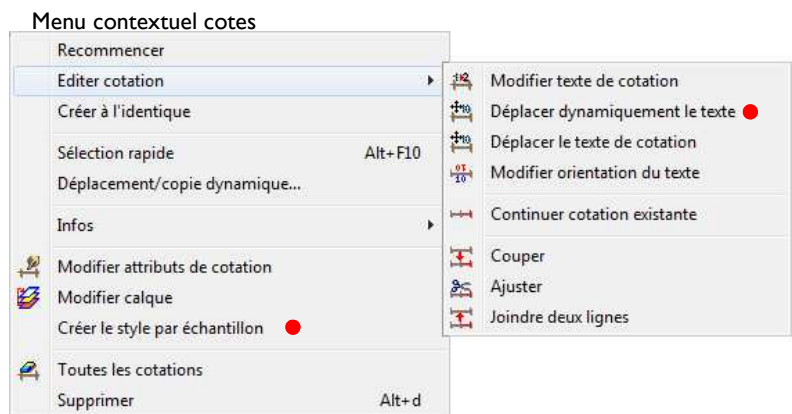 Menu contextuel cotes
Recommencer
Editer cotation
Créer à l'identique
Sélection rapide Alt+F10
Déplacement/copie dynamique...
Infos
Modifier attributs de cotation
Modifier calque
Créer le style par échantillon
Toutes les cotations
Supprimer Alt+d
Modifier texte de cotation
Déplacer dynamiquement le texte
Déplacer le texte de cotation
Modifier orientation du texte
Continuer cotation existante
Couper
Ajuster
Joindre deux lignes